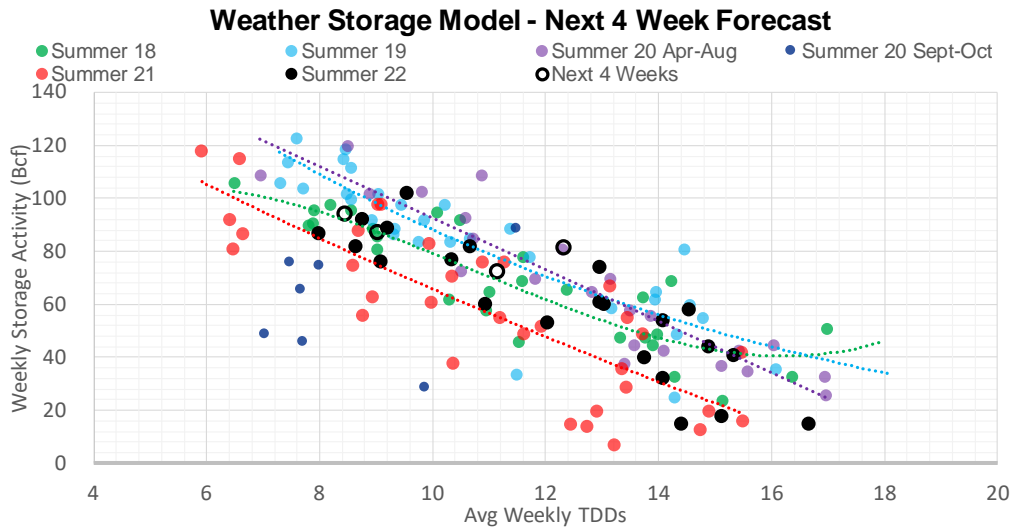 Weather Storage Model - Next 4 Week Forecast
Summer 18 Summer 19 Summer 20 Apr-Aug Summer 20 Sept-Oct
Summer 21 Summer 22 Next 4 Weeks
Weekly Storage Activity (Bcf)
140
120
100
80
60
40
20
0
4 6 8 10 12 14 16 18 20
Avg Weekly TDDs